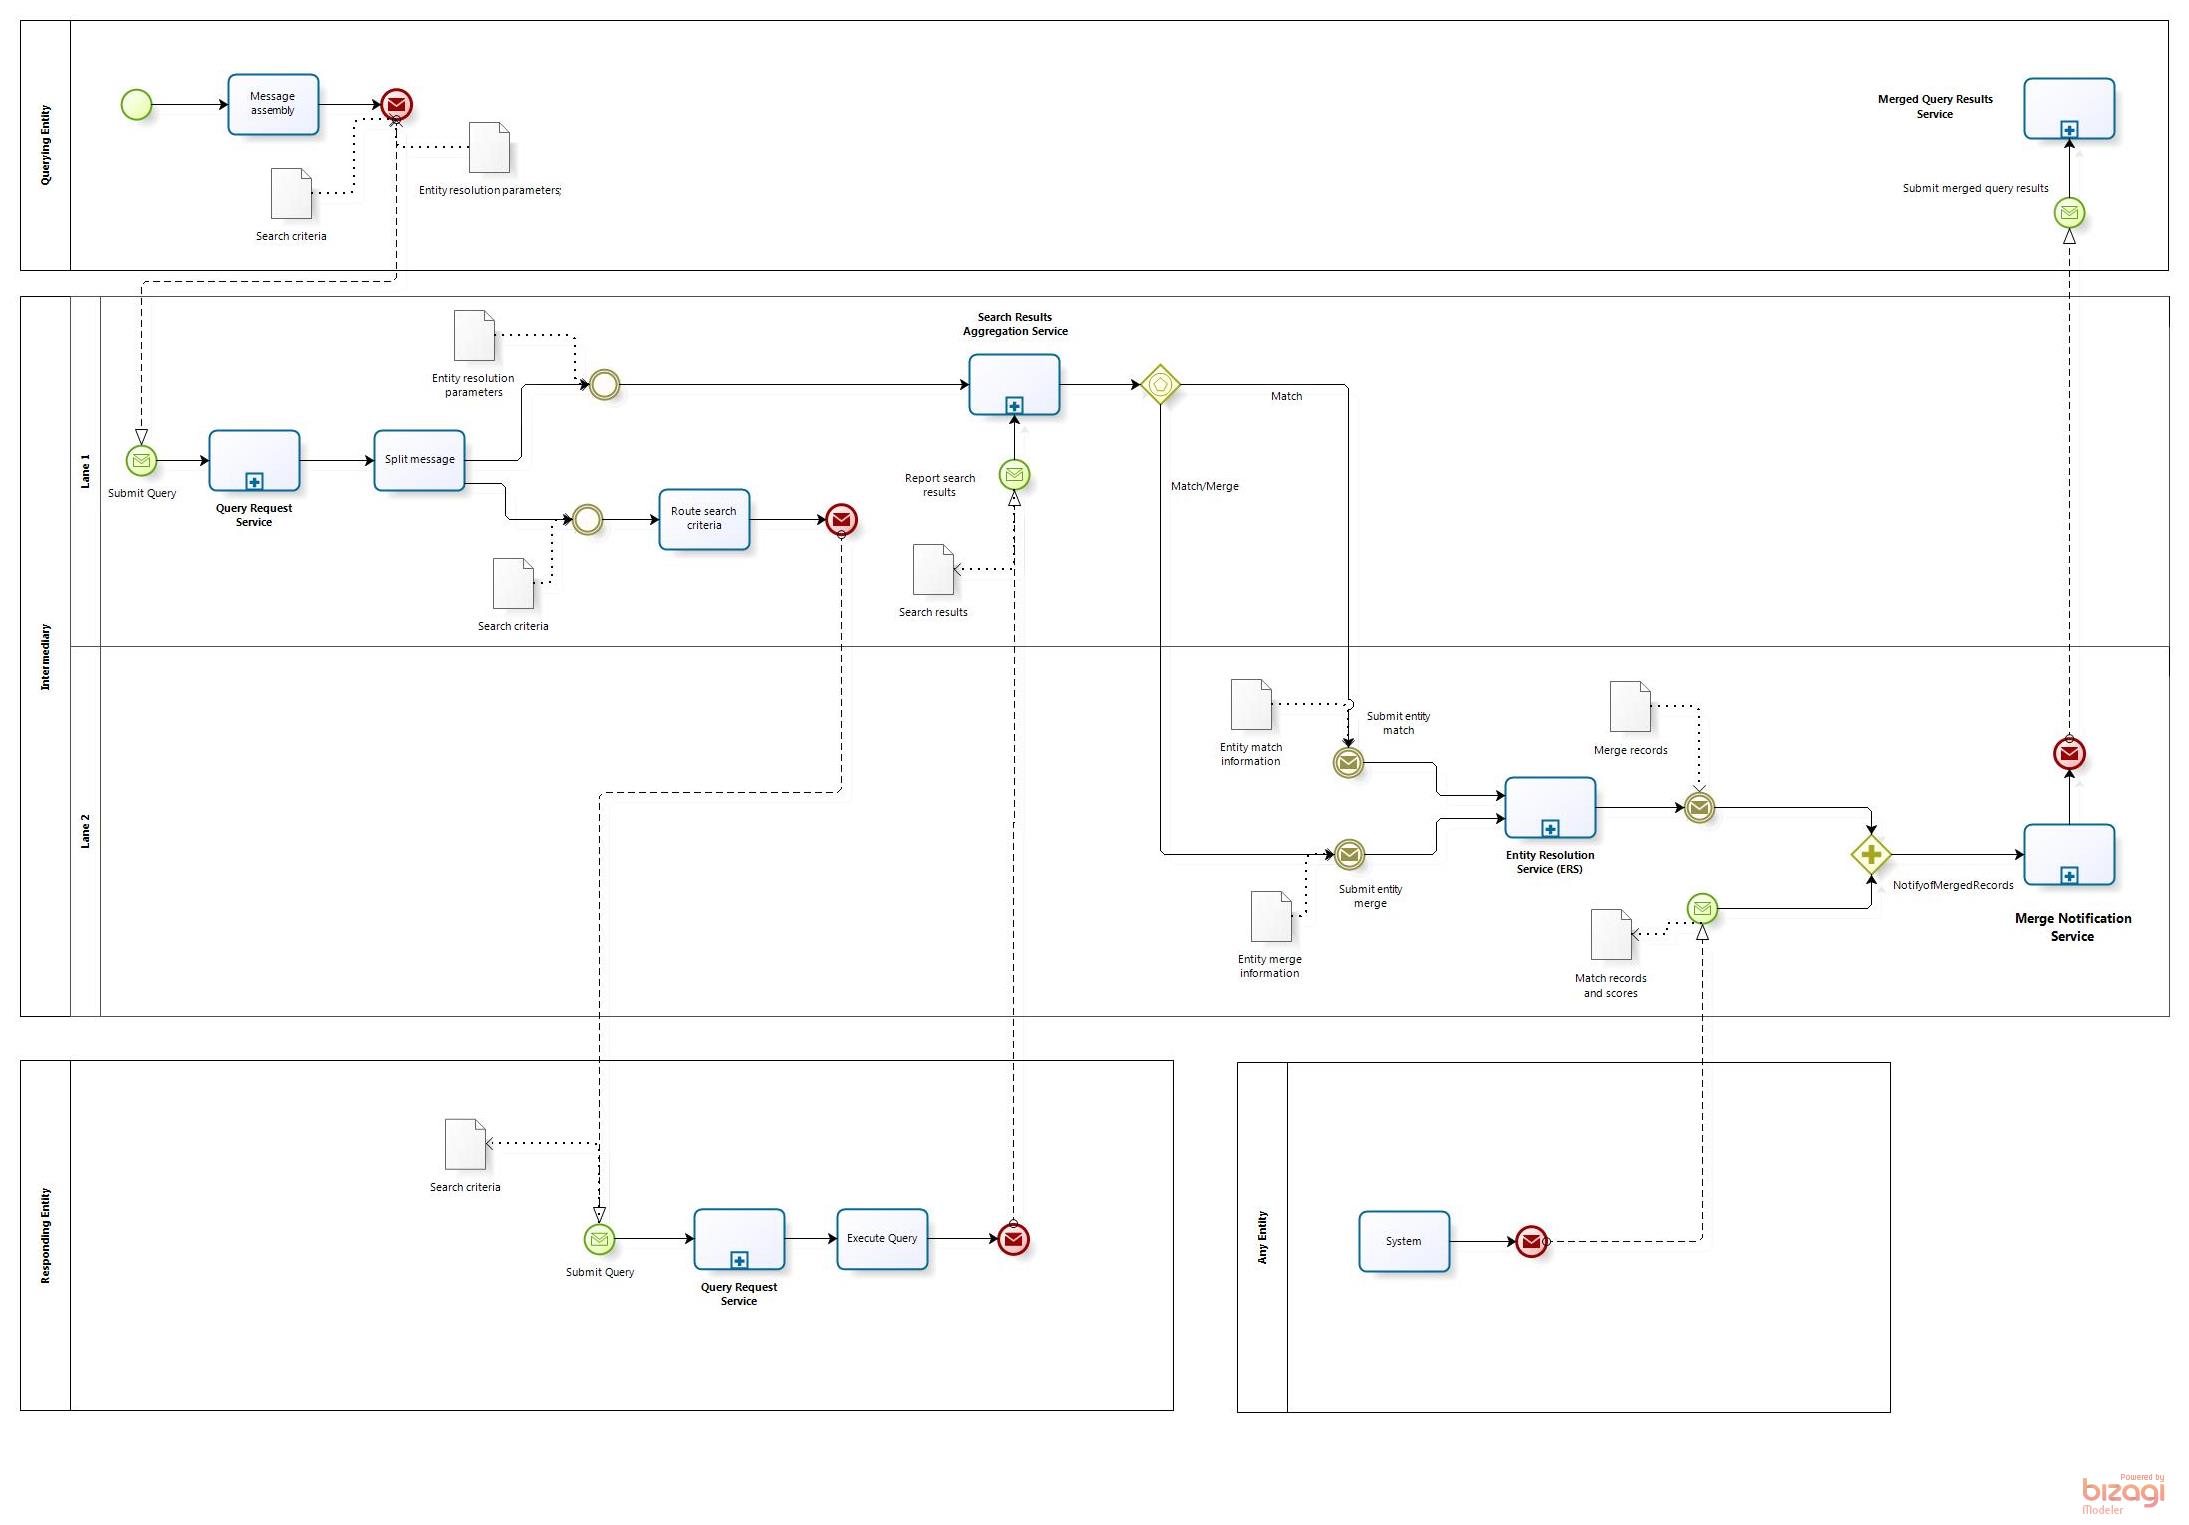 Querying Entity
Message
assembly
Search criteria
Entity resolution parameters;
Merged Query Results
Service
Submit merged query results
Intermediary
Lane 1
Submit Query
Query Request
Service
Split message
Entity resolution
parameters
Search criteria
Route search
criteria
Search Results
Aggregation Service
Report search
results
Search results
Match
Match/Merge
Lane 2
Entity match
information
Submit entity
match
Entity merge
information
Submit entity
merge
Entity Resolution
Service (ERS)
Merge records
Match records
and scores
NotifyofMergedRecords
Merge Notification
Service
Responding Entity
Search criteria
Submit Query
Query Request
Service
Execute Query
Any Entity
System
Powered by
bizagi
Modeler